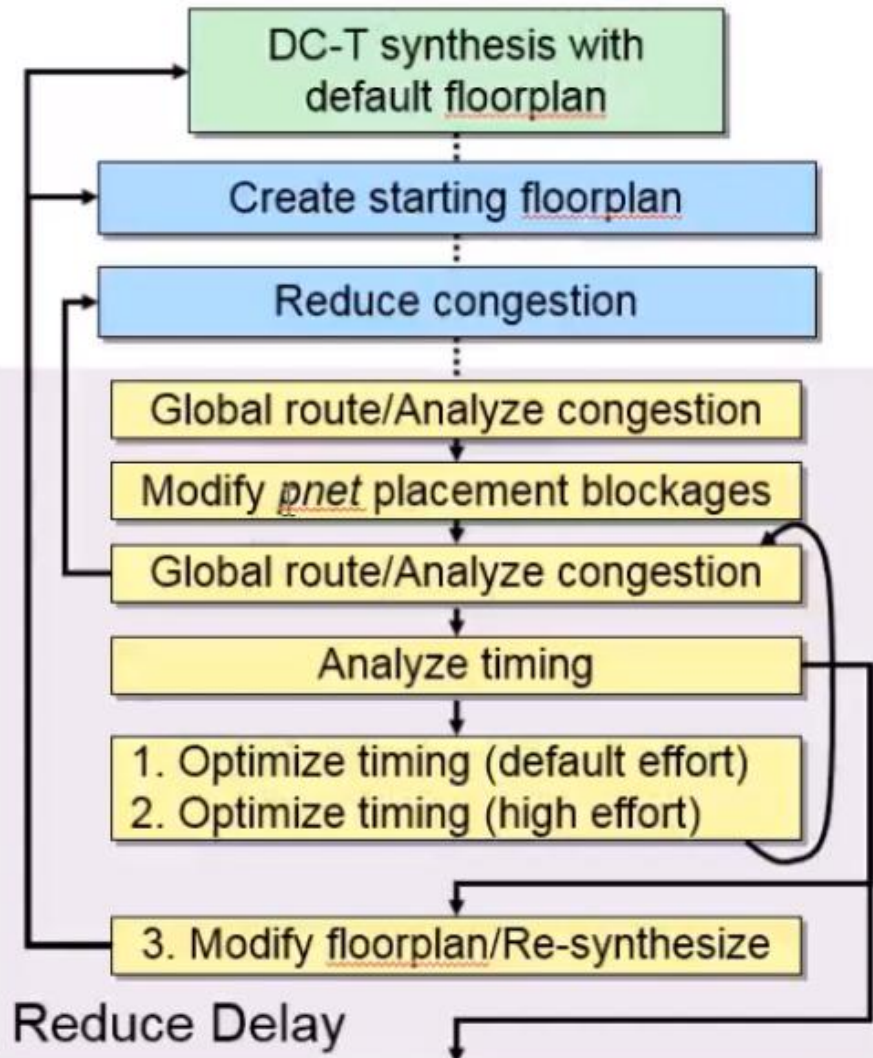 DC-T synthesis with
default floorplan
Create starting floorplan
Reduce congestion
Global route/Analyze congestion
Modify pnet placement blockages
Global route/Analyze congestion
Analyze timing
1. Optimize timing (default effort)
2. Optimize timing (high effort)
3. Modify floorplan/Re-synthesize
Reduce Delay